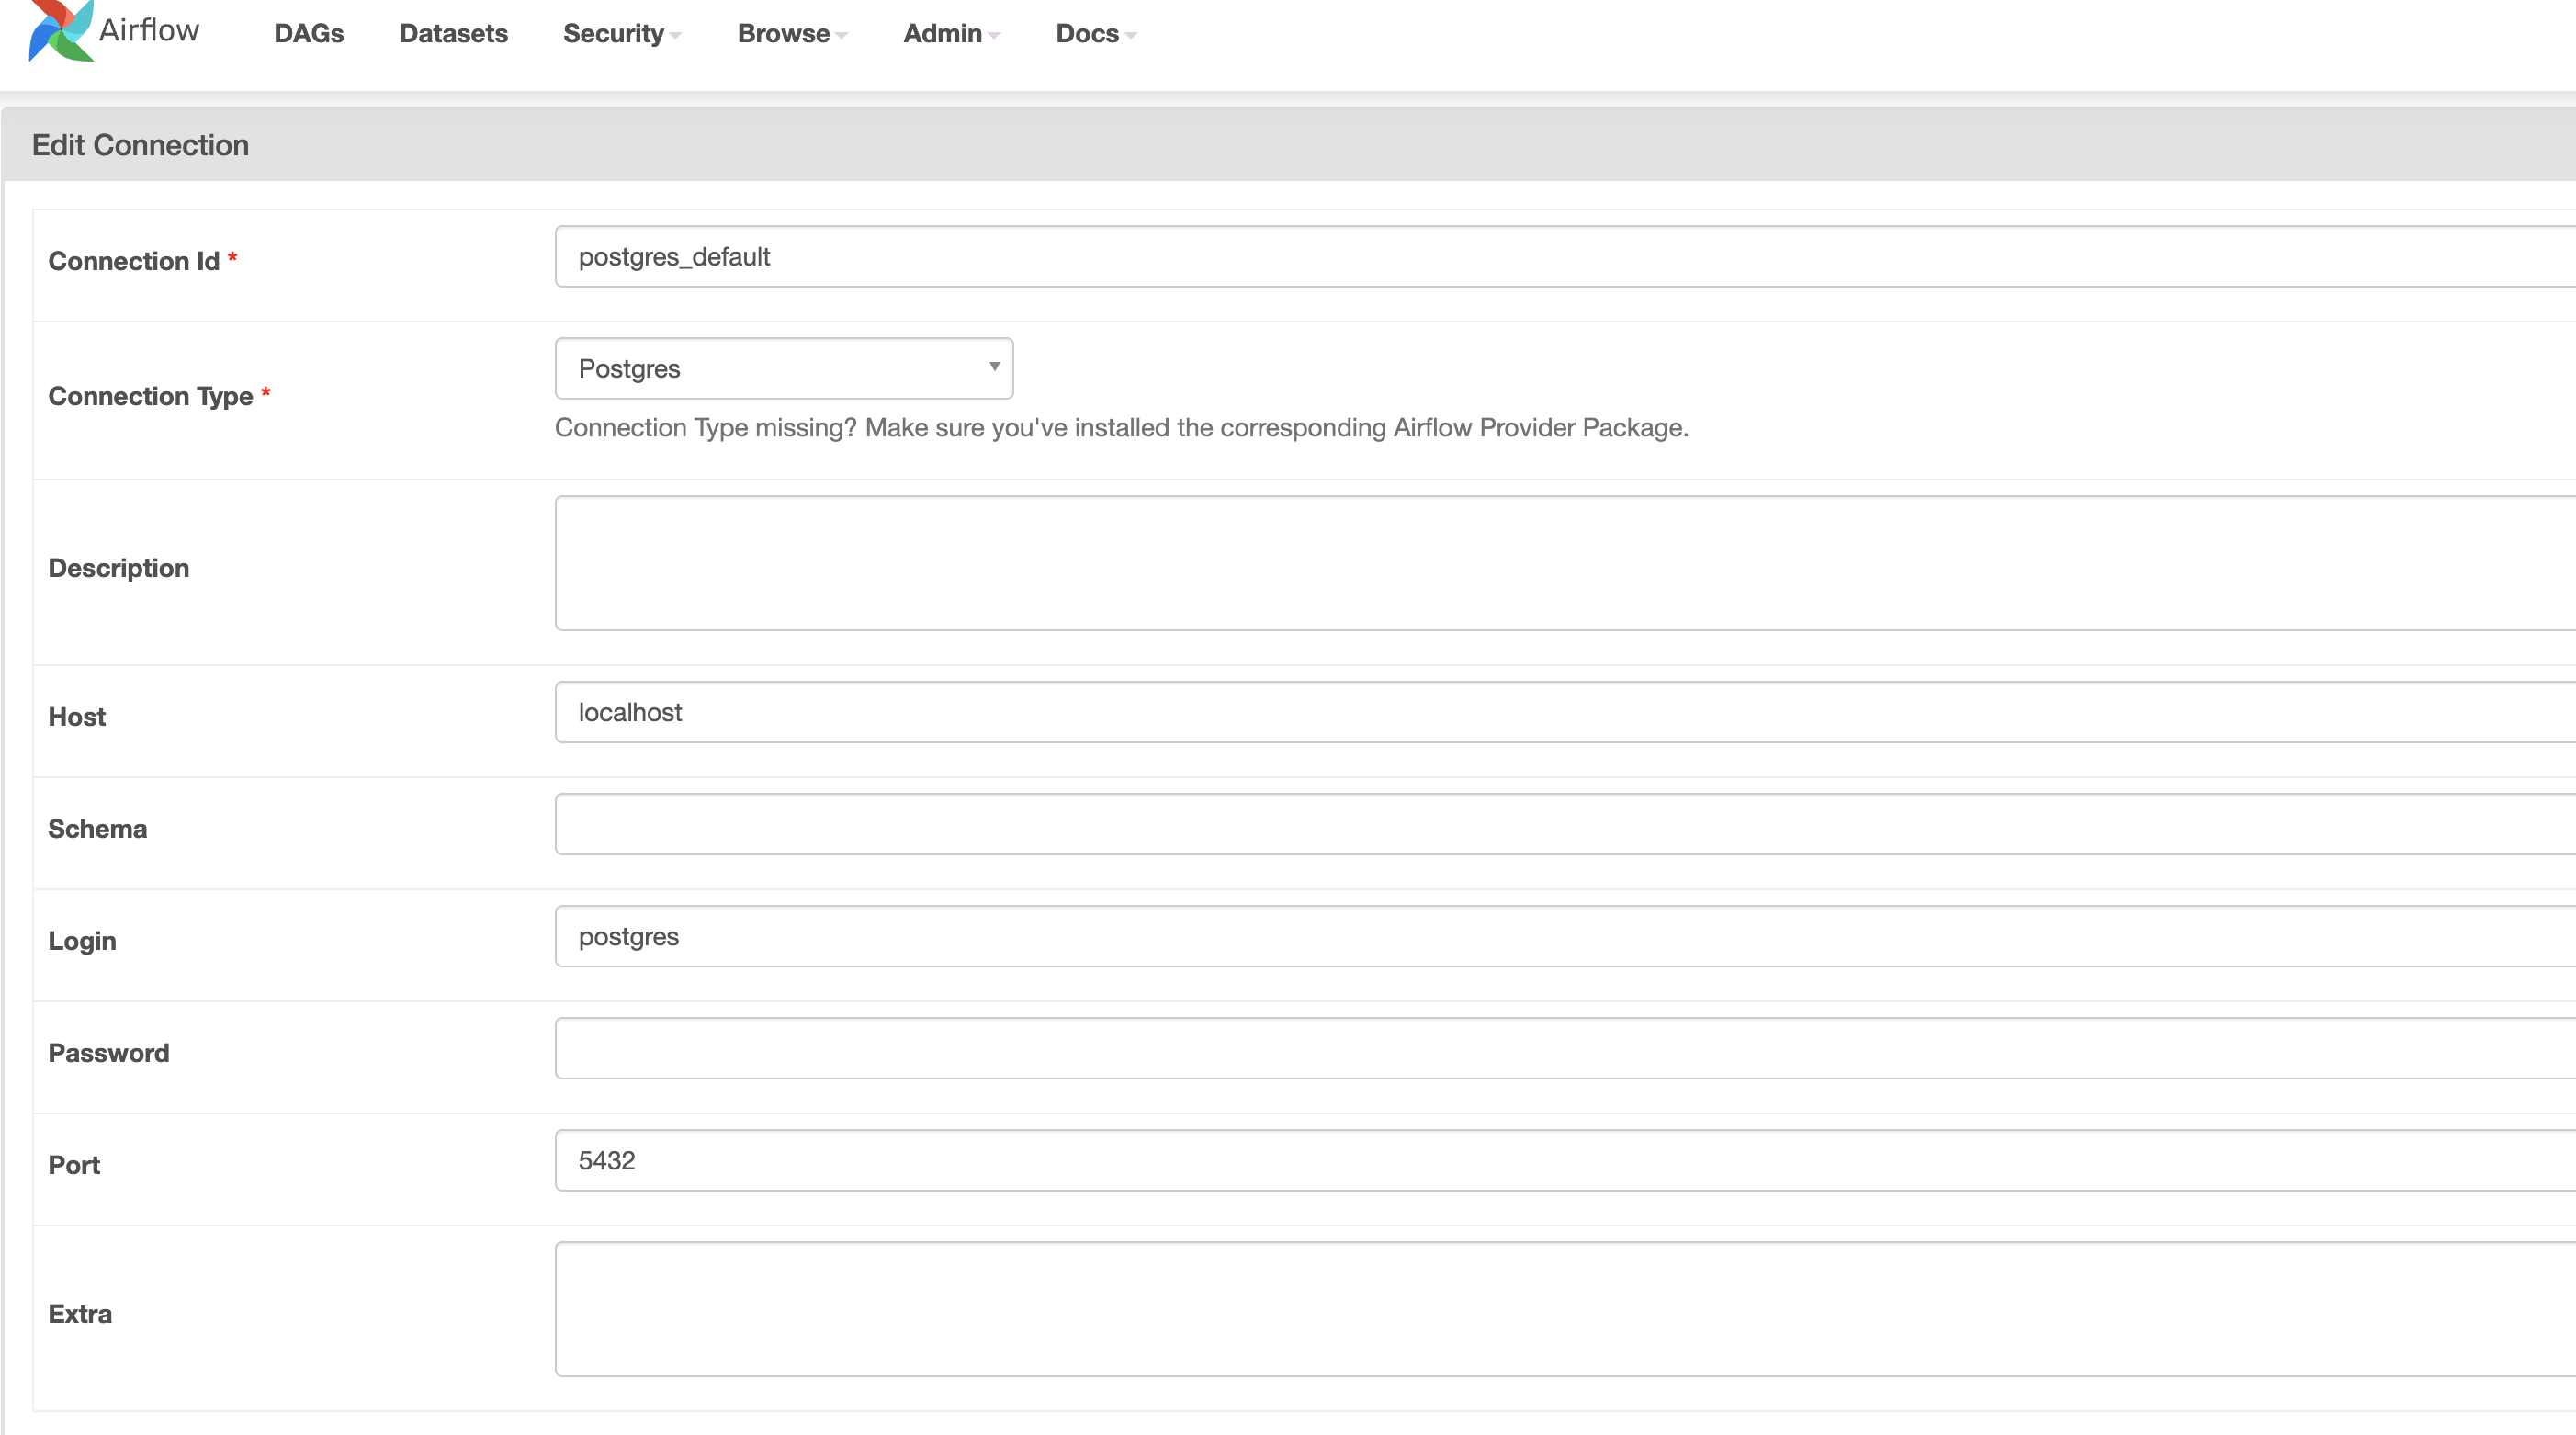 Airflow DAGs Datasets Security Browse Admin Docs
Edit Connection
Connection Id * postgres_default
Connection Type * Postgres
Connection Type missing? Make sure you've installed the corresponding Airflow Provider Package.
Description
Host localhost
Schema
Login postgres
Password
Port 5432
Extra